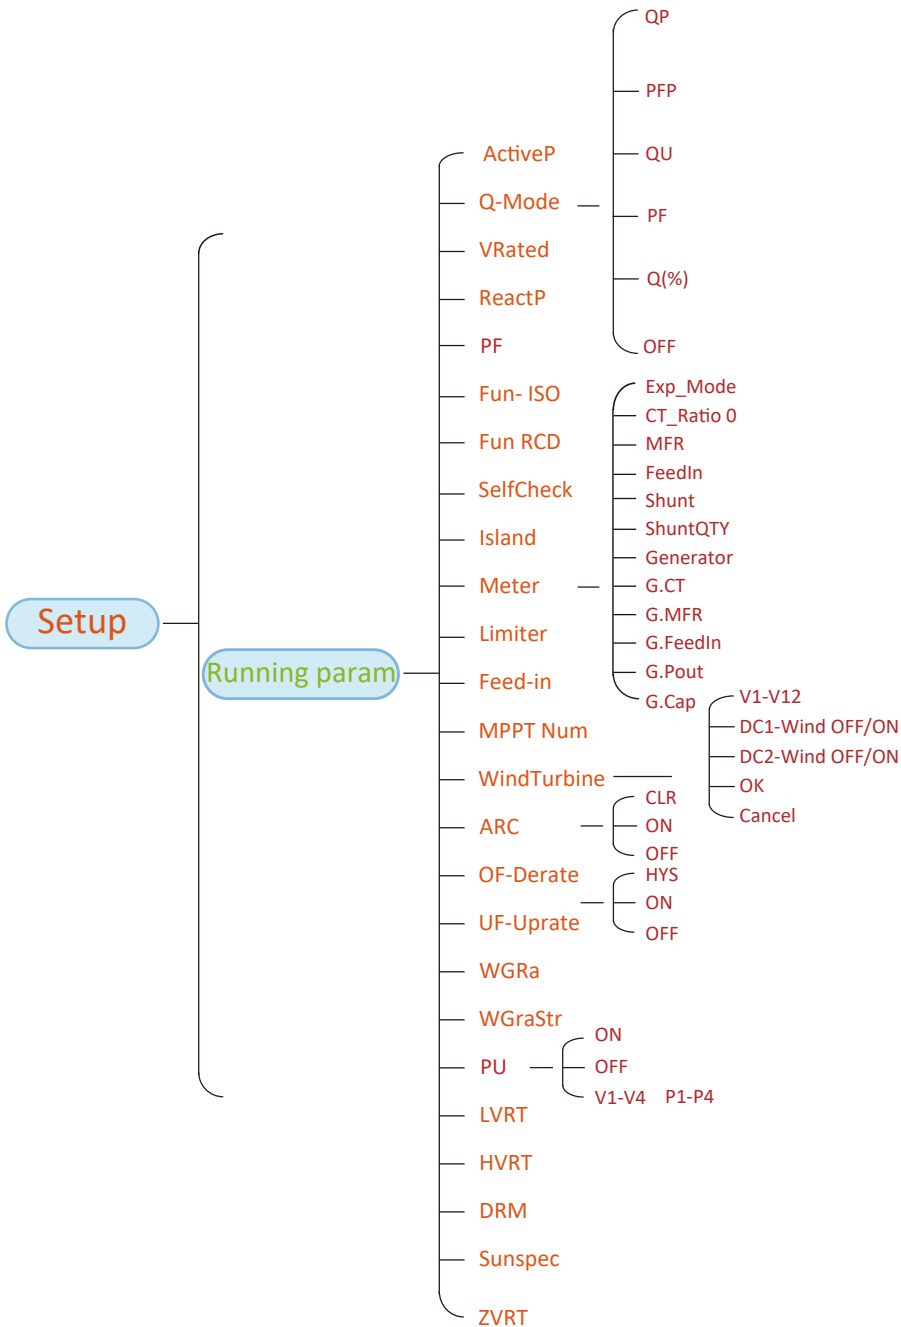 Setup
Running param
ActiveP
Q-Mode
VRated
ReactP
PF
Fun- ISO
Fun RCD
SelfCheck
Island
Meter
Limiter
Feed-in
MPPT Num
WindTurbine
ARC
OF-Derate
UF-Uprate
WGRa
WGraStr
PU
LVRT
HVRT
DRM
Sunspec
ZVRT
QP
PFP
QU
PF
Q(%)
OFF
Exp_Mode
CT_Ratio 0
MFR
FeedIn
Shunt
ShuntQTY
Generator
G.CT
G.MFR
G.FeedIn
G.Pout
G.Cap
V1-V12
DC1-Wind OFF/ON
DC2-Wind OFF/ON
OK
Cancel
CLR
ON
OFF
HYS
ON
OFF
ON
OFF
V1-V4 P1-P4